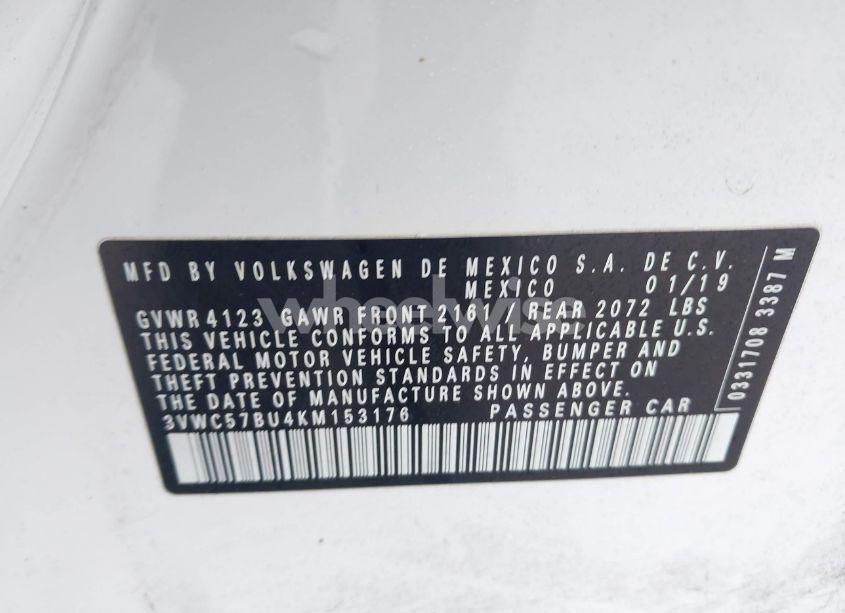 MFD BY VOLKSWAGEN DE MEXICO S.A. DE C.V.
MEXICO 01/19
GVWR 4123 GAWR FRONT 2161 / REAR 2072 LBS
THIS VEHICLE CONFORMS TO ALL APPLICABLE U.S.
FEDERAL MOTOR VEHICLE SAFETY, BUMPER AND
THEFT PREVENTION STANDARDS IN EFFECT ON
THE DATE OF MANUFACTURE SHOWN ABOVE.
3VWC57BU4KM153176 PASSENGER CAR
0331708 3387 M
wheelwise